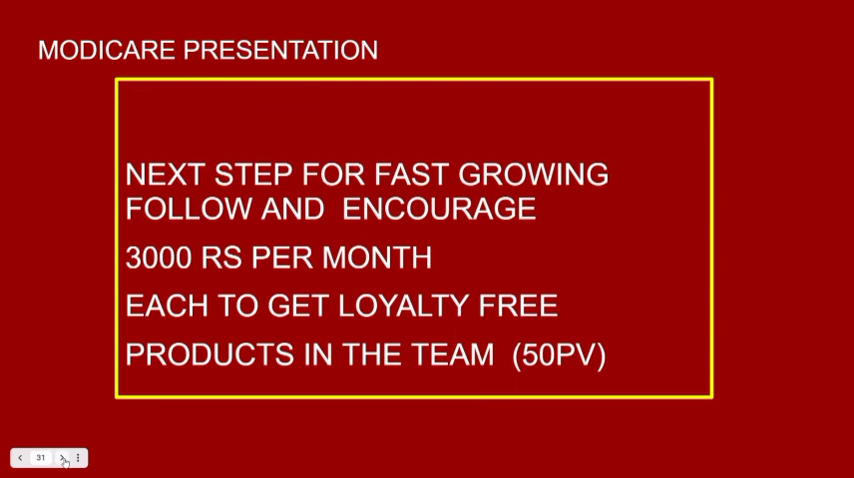 MODICARE PRESENTATION
NEXT STEP FOR FAST GROWING
FOLLOW AND ENCOURAGE
3000 RS PER MONTH
EACH TO GET LOYALTY FREE
PRODUCTS IN THE TEAM (50PV)
31